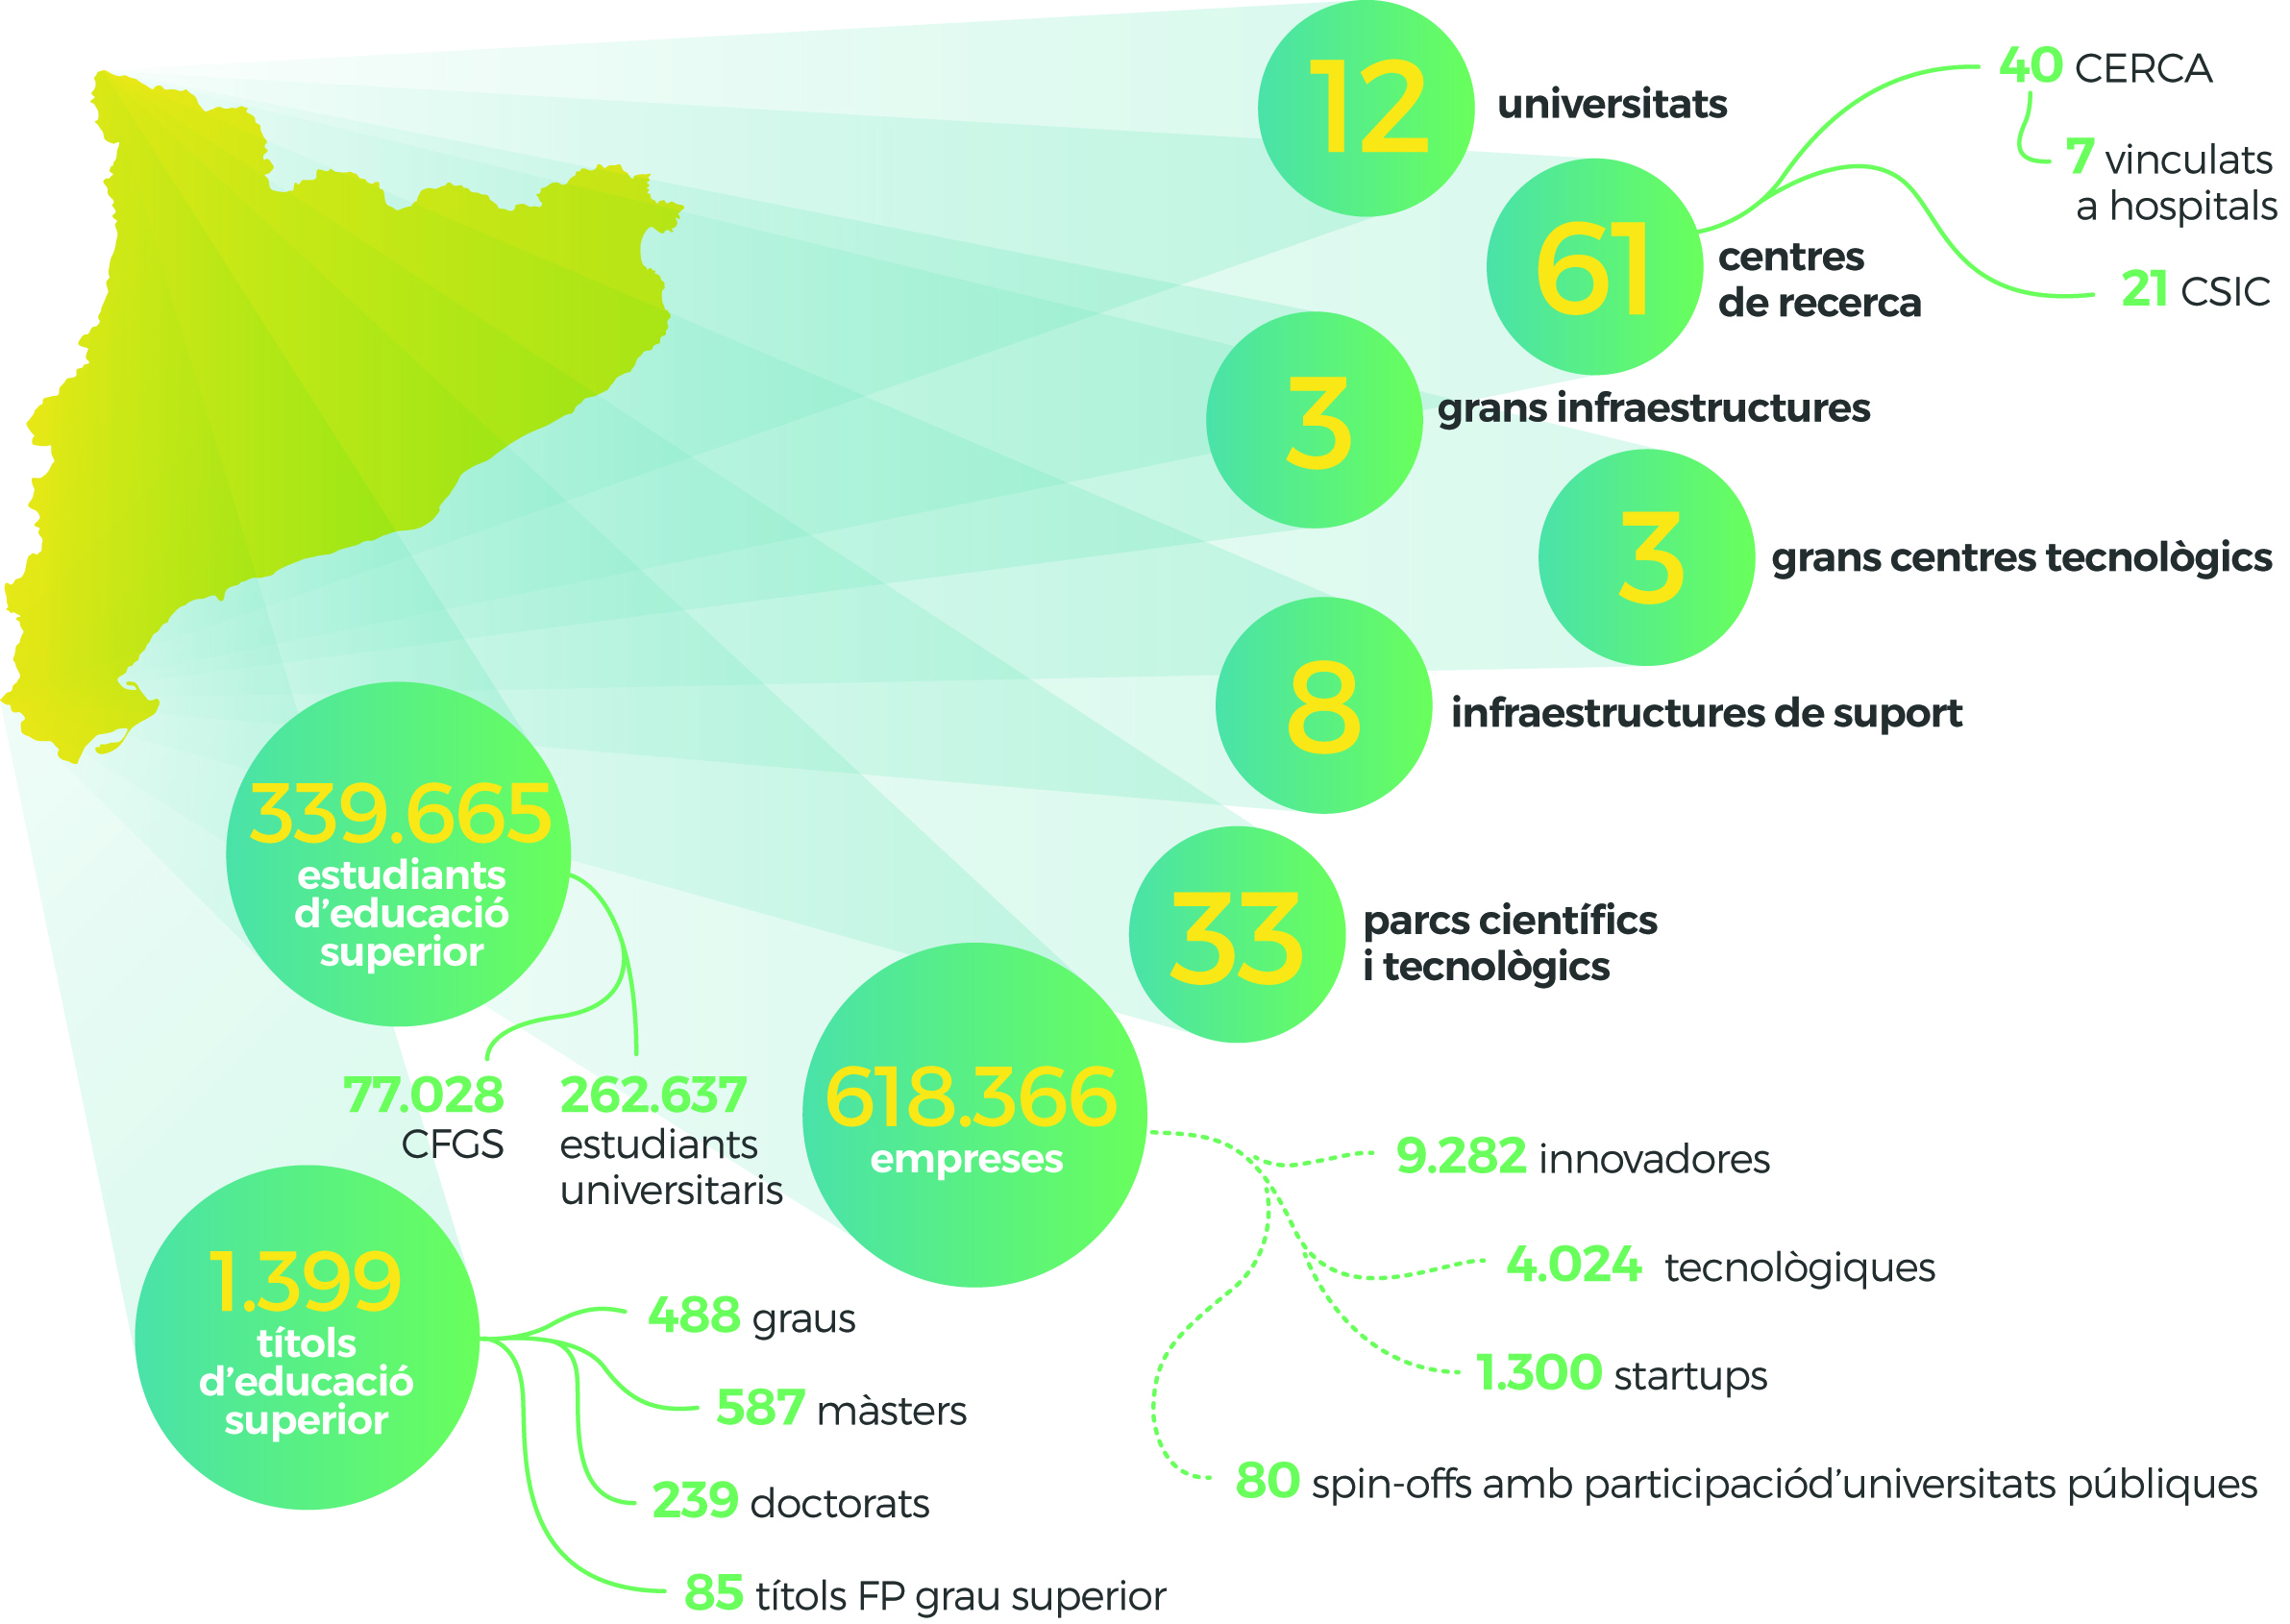 12
universitats
40 CERCA
7 vinculats
a hospitals
21 CSIC
61
centres
de recerca
3
grans infraestructures
3
grans centres tecnològics
8
infraestructures de suport
33
parcs científics
i tecnològics
339.665
estudiants
d’educació
superior
77.028
CFGS
262.637
estudiants
universitaris
618.366
empreses
9.282 innovadores
4.024 tecnològiques
1.300 startups
80 spin-offs amb participaciód’universitats públiques
1.399
títols
d’educació
superior
488 graus
587 màsters
239 doctorats
85 títols FP grau superior